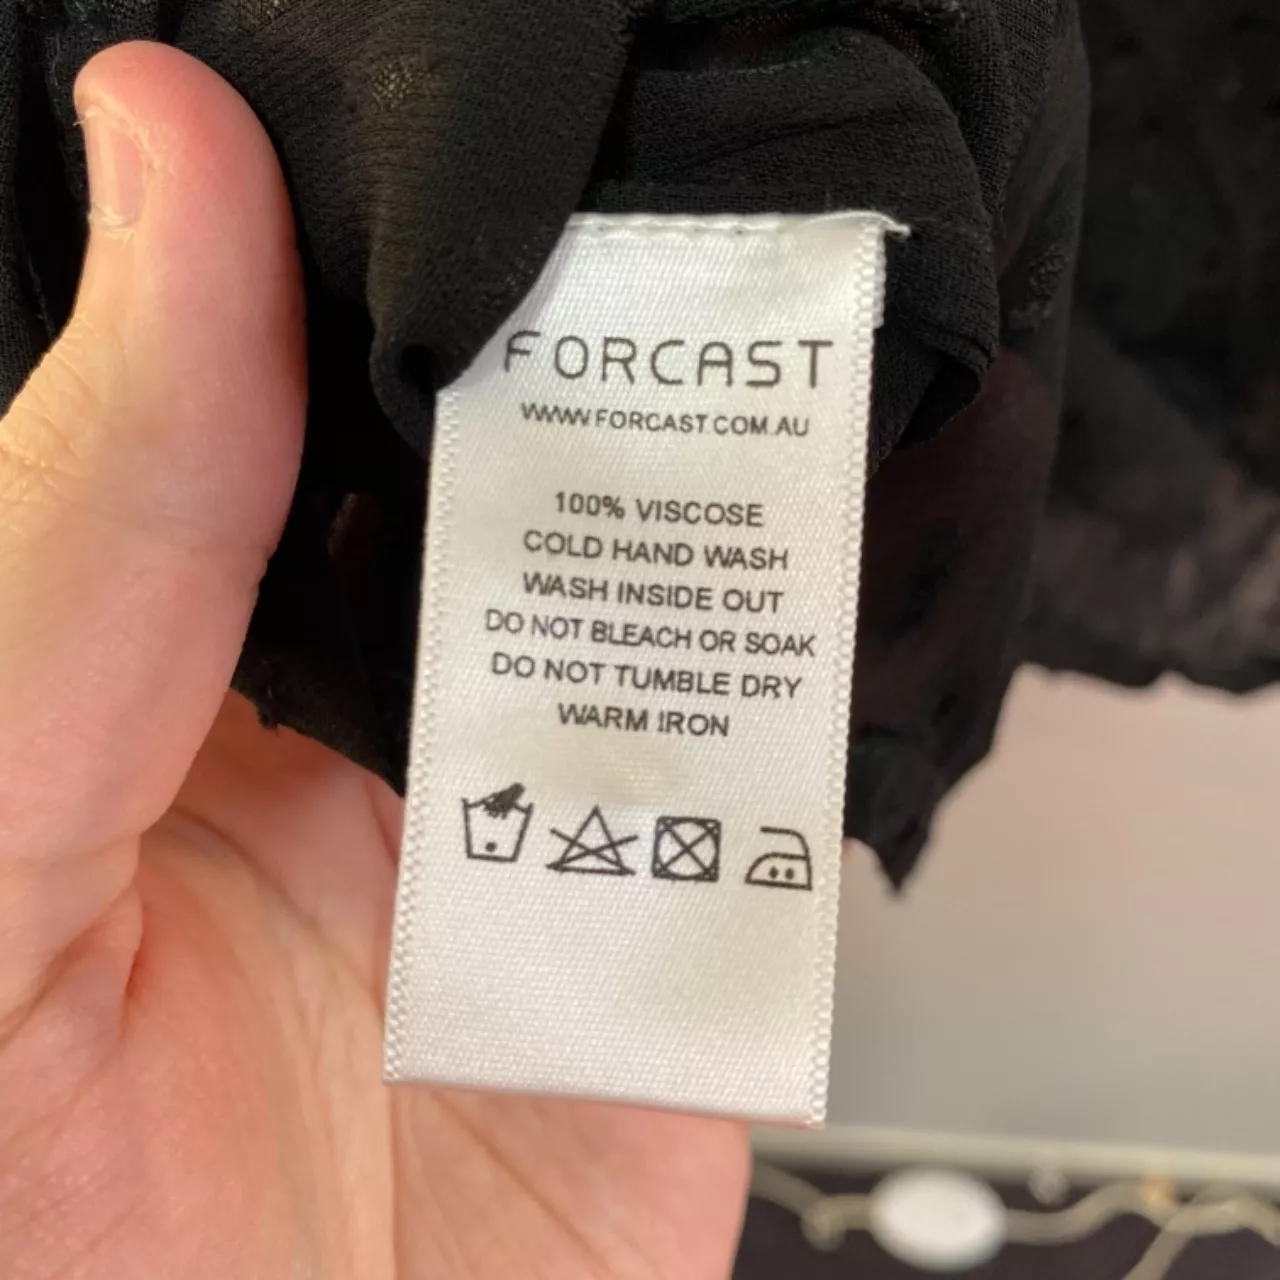 FORCAST
WWW.FORCAST.COM.AU
100% VISCOSE
COLD HAND WASH
WASH INSIDE OUT
DO NOT BLEACH OR SOAK
DO NOT TUMBLE DRY
WARM IRON